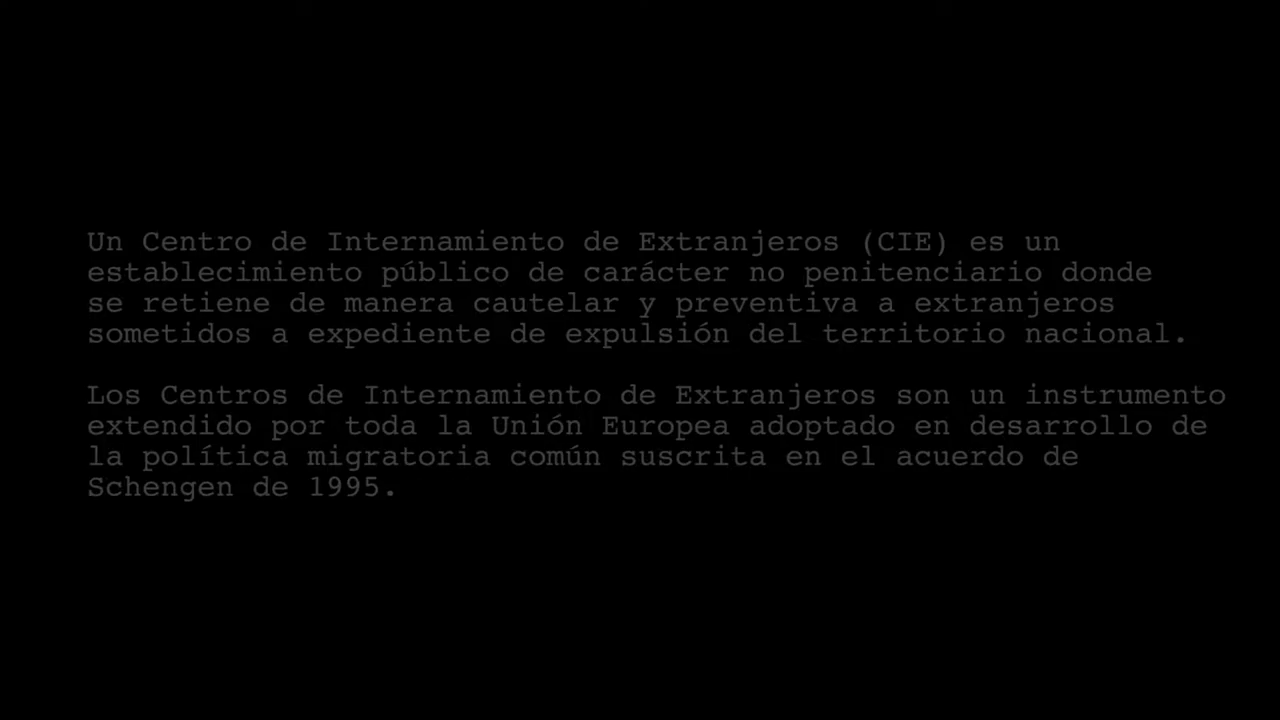 Un Centro de Internamiento de Extranjeros (CIE) es un
establecimiento público de carácter no penitenciario donde
se retiene de manera cautelar y preventiva a extranjeros
sometidos a expediente de expulsión del territorio nacional.
Los Centros de Internamiento de Extranjeros son un instrumento
extendido por toda la Unión Europea adoptado en desarrollo de
la política migratoria común suscrita en el acuerdo de
Schengen de 1995.